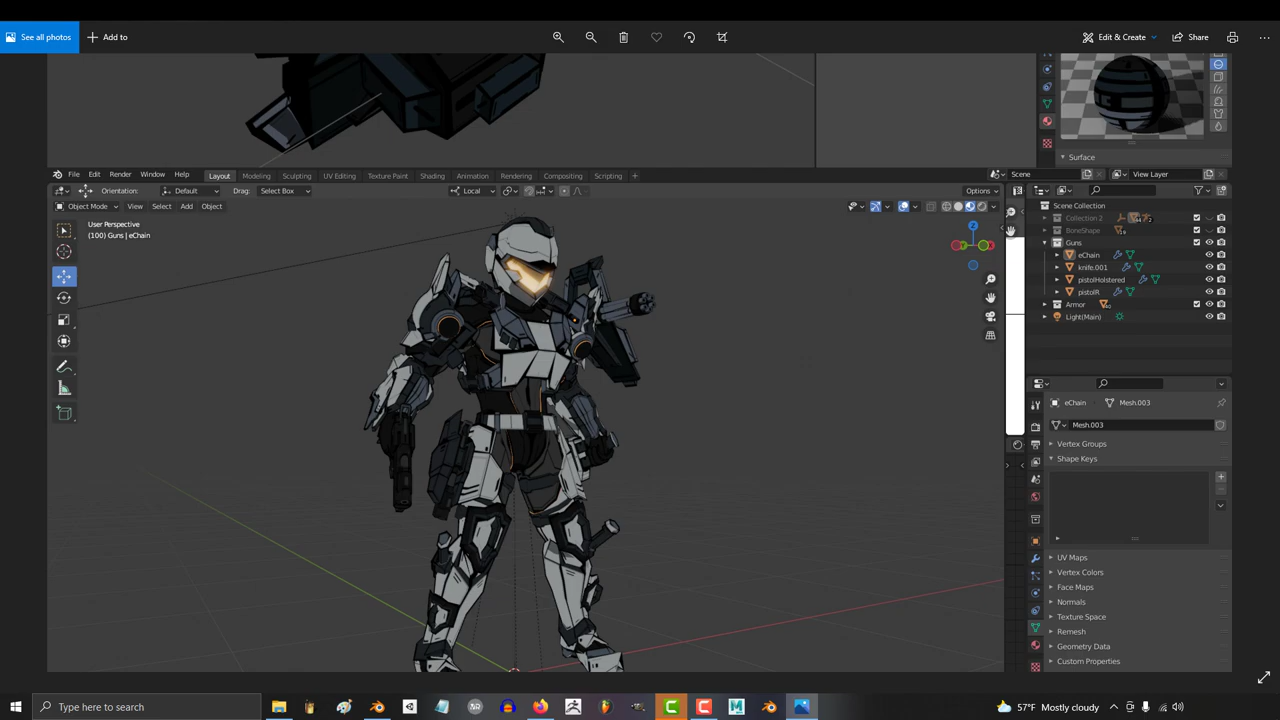 See all photos
Add to
Edit & Create
Share
Surface
File Edit Render Window Help Layout Modeling Sculpting UV Editing Texture Paint Shading Animation Rendering Compositing Scripting +
Scene
View Layer
Orientation: Default Drag: Select Box Local Options
Object Mode View Select Add Object
User Perspective
(100) Guns | eChain
Z
Scene Collection
Collection 2
BoneShape
Guns
eChain
knife.001
pistolHolstered
pistolR
Armor
Light(Main)
eChain Mesh.003
Mesh.003
Vertex Groups
Shape Keys
UV Maps
Vertex Colors
Face Maps
Normals
Texture Space
Remesh
Geometry Data
Custom Properties
Type here to search
57°F Mostly cloudy